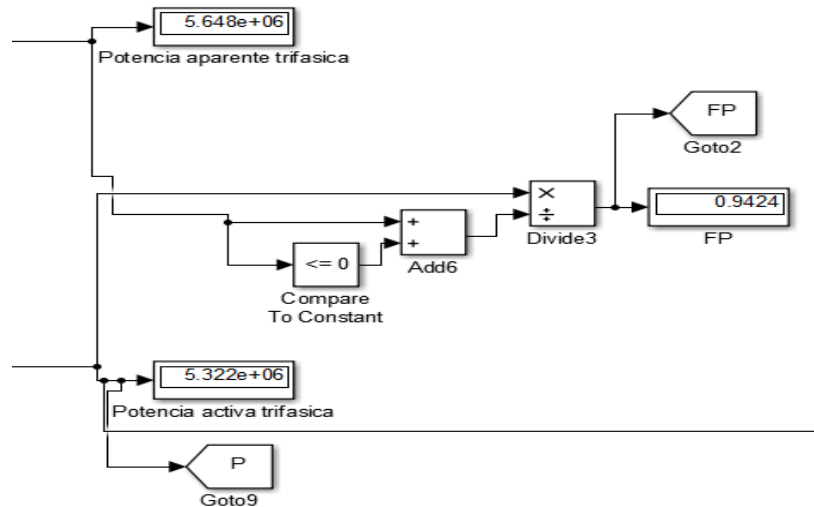 5.648e+06
Potencia aparente trifasica
FP
Goto2
×
÷
Divide3
0.9424
FP
+
+
Add6
<= 0
Compare
To Constant
5.322e+06
Potencia activa trifasica
P
Goto9